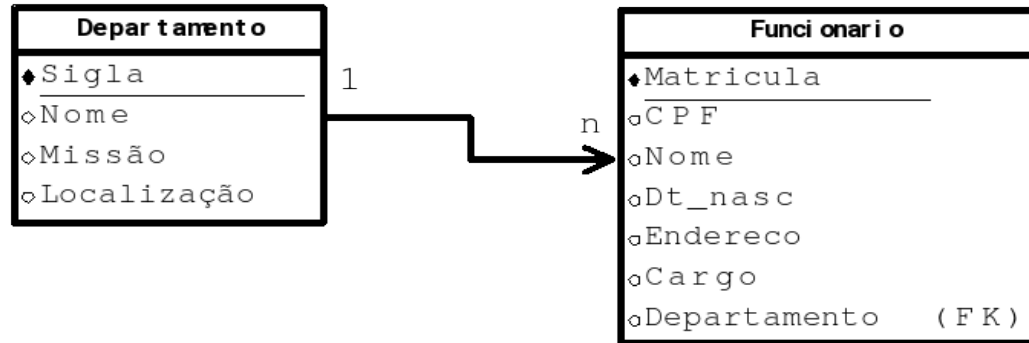 Departamento
Sigla
Nome
Missão
Localização
1
n
Funcionario
Matricula
CPF
Nome
Dt_nasc
Endereco
Cargo
Departamento (FK)